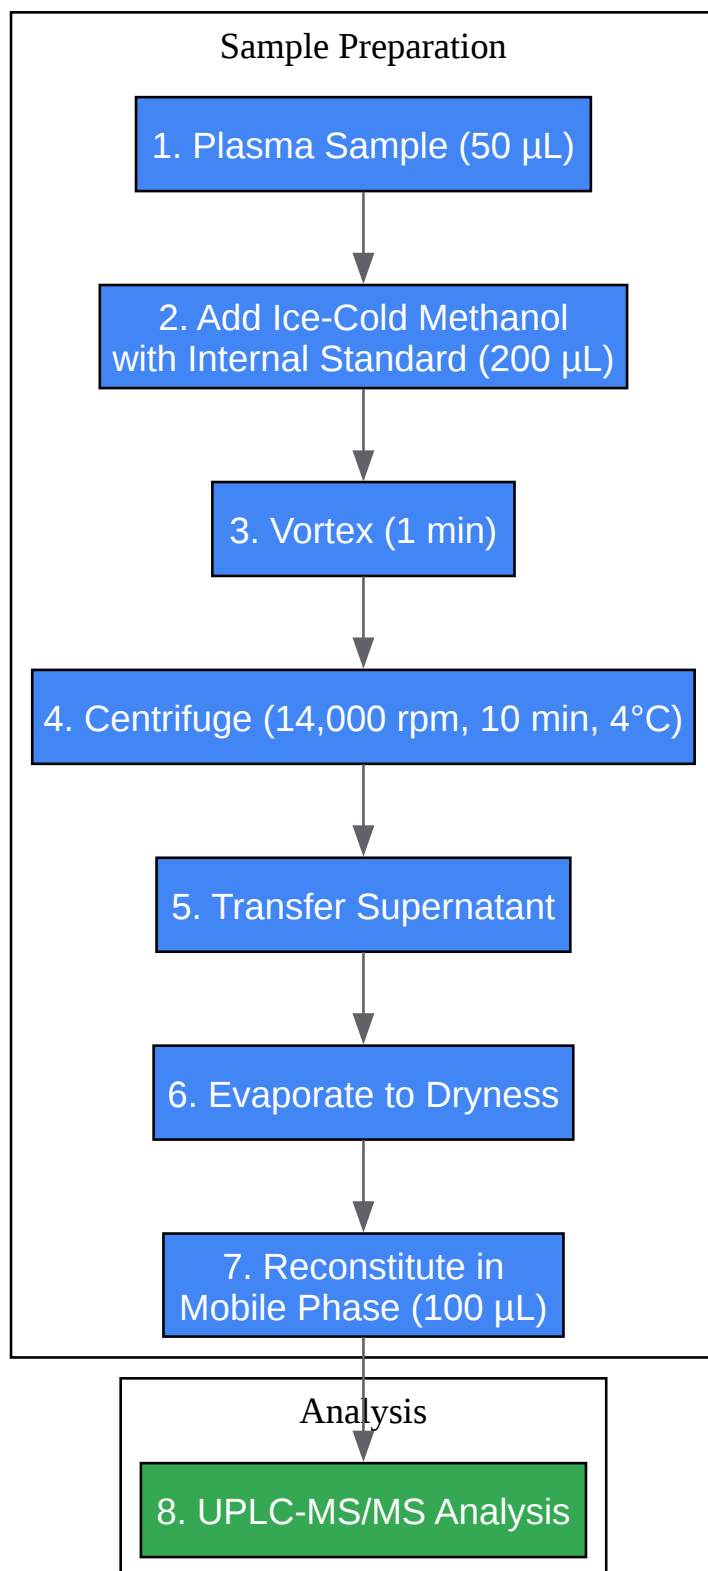 Sample Preparation
1. Plasma Sample (50 µL)
2. Add Ice-Cold Methanol
with Internal Standard (200 µL)
3. Vortex (1 min)
4. Centrifuge (14,000 rpm, 10 min, 4°C)
5. Transfer Supernatant
6. Evaporate to Dryness
7. Reconstitute in
Mobile Phase (100 µL)
Analysis
8. UPLC-MS/MS Analysis